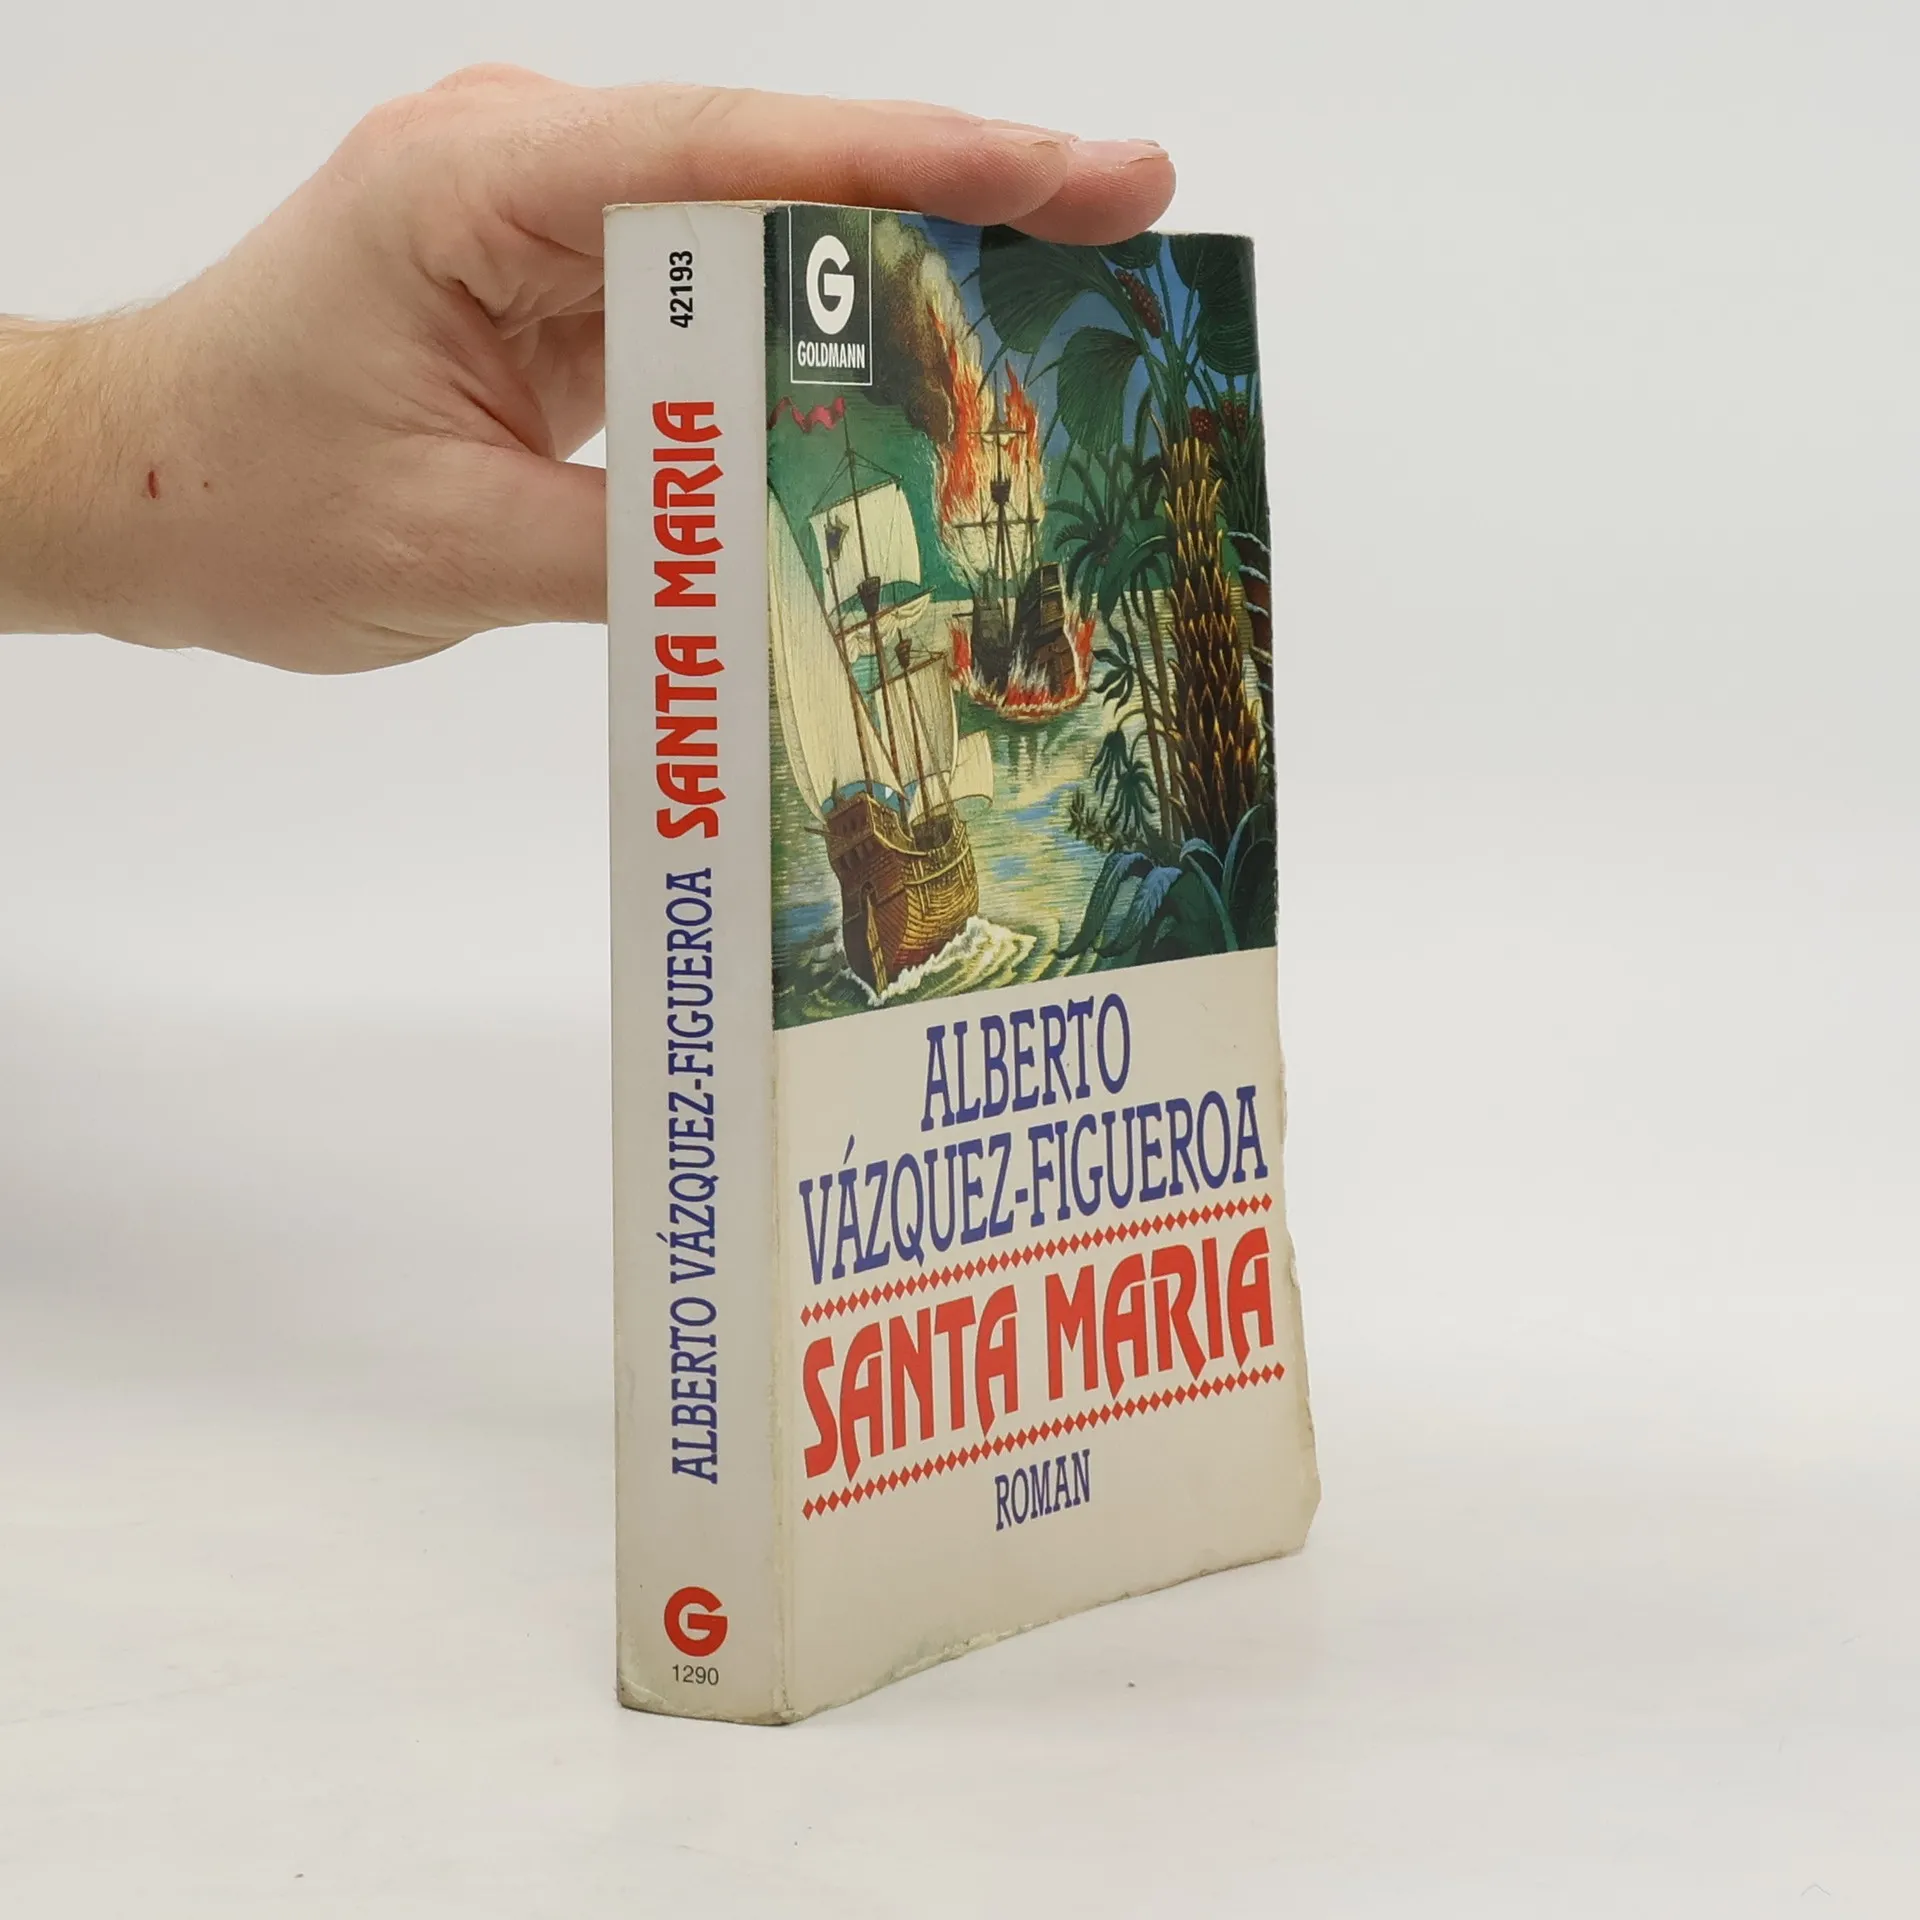 42193
ALBERTO VÁZQUEZ-FIGUEROA SANTA MARIA
G
1290
G
GOLDMANN
ALBERTO
VÁZQUEZ-FIGUEROA
SANTA MARIA
ROMAN